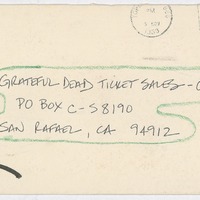 GRATEFUL DEAD TICKET SALES -
PO BOX C-S8190
SAN RAFAEL, CA 94912